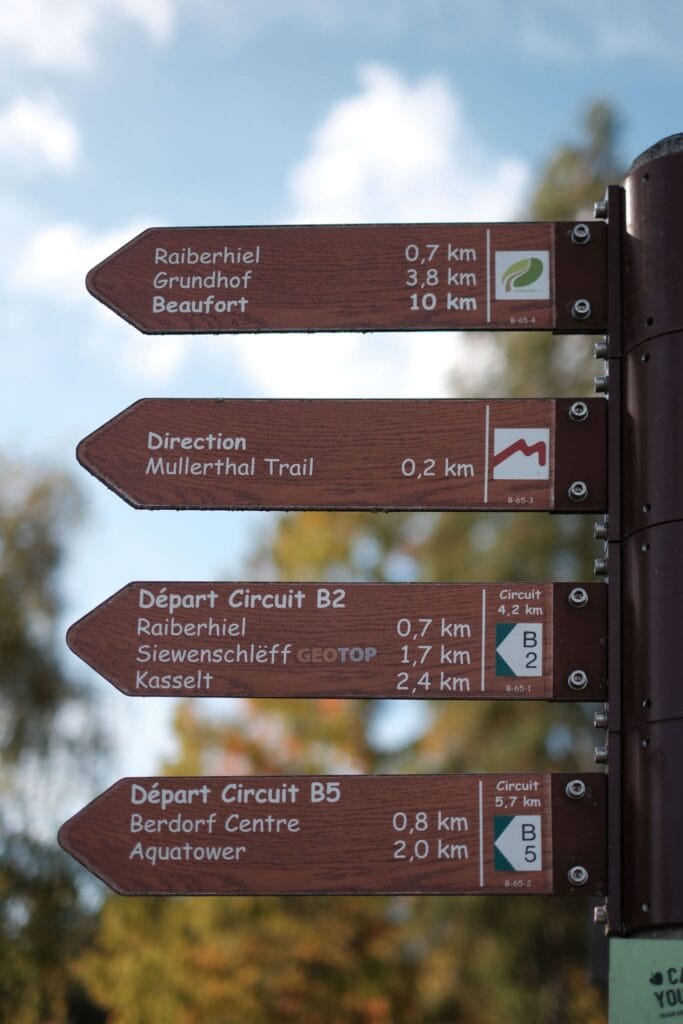 Raiberhiel 0,7 km
Grundhof 3,8 km
Beaufort 10 km
B-65-4
Direction
Mullerthal Trail 0,2 km
B-65-3
Départ Circuit B2
Circuit
4,2 km
Raiberhiel 0,7 km
Siewenschlëff GEOTOP 1,7 km
Kasselt 2,4 km
B
2
B-65-1
Départ Circuit B5
Circuit
5,7 km
Berdorf Centre 0,8 km
Aquatower 2,0 km
B
5
B-65-2
YOU